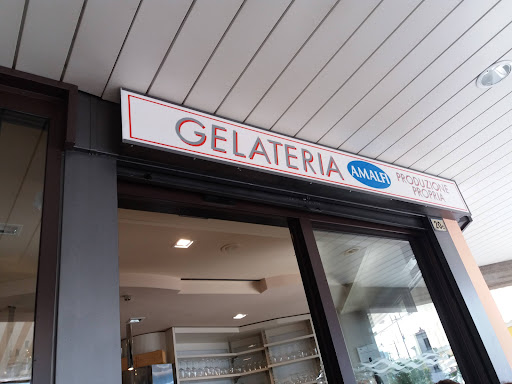 GELATERIA
AMALFI
PRODUZIONE
PROPRIA